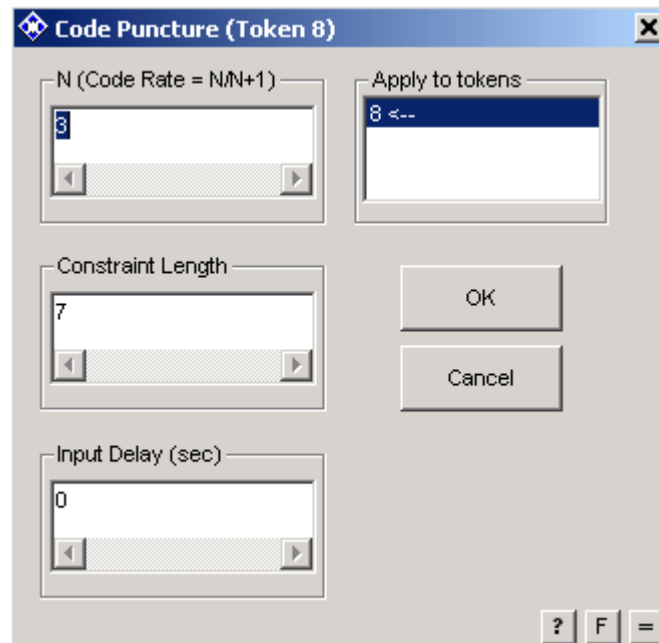 Code Puncture (Token 8)
N (Code Rate = N/N+1)
3
Apply to tokens
8 <--
Constraint Length
7
OK
Cancel
Input Delay (sec)
0
? F =